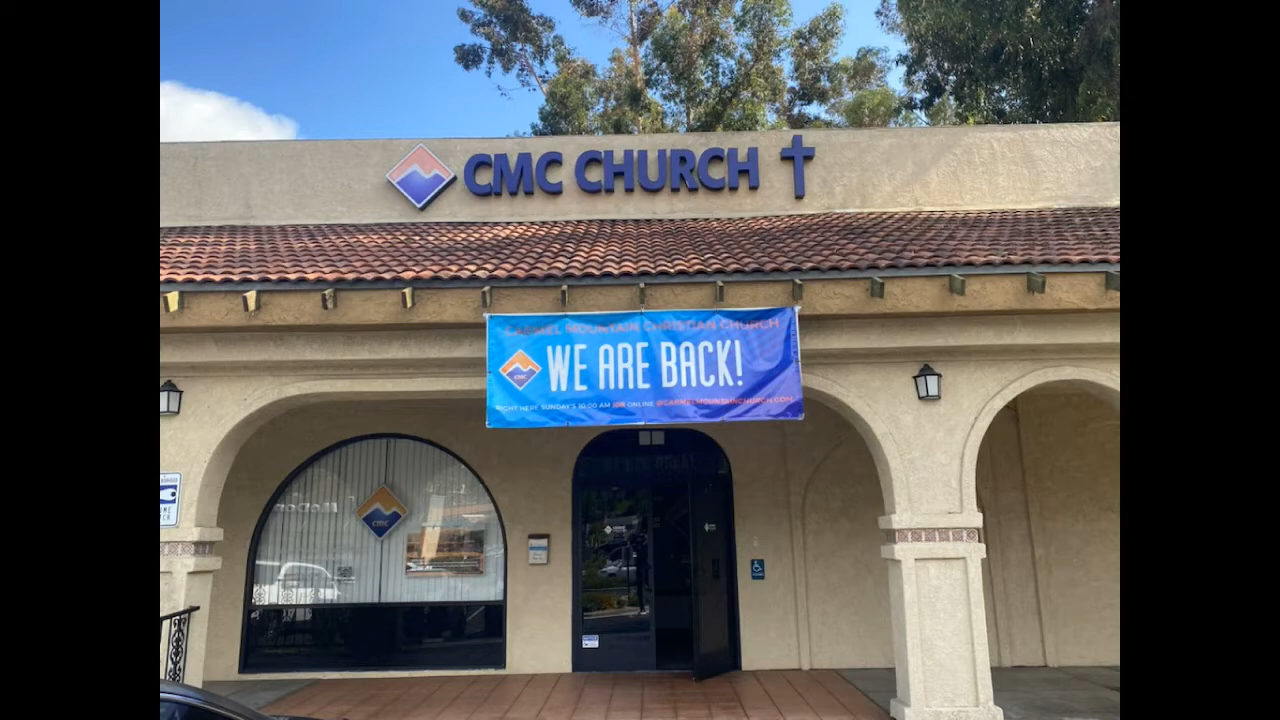 CMC CHURCH
CARMEL MOUNTAIN CHRISTIAN CHURCH
WE ARE BACK!
CMC
RIGHT HERE SUNDAY'S 10:00 AM OR ONLINE @CARMELMOUNTAINCHURCH.COM
CMC